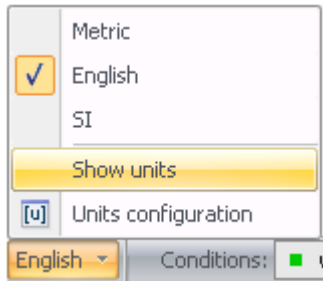 Metric
English
SI
Show units
[u] Units configuration
English Conditions: